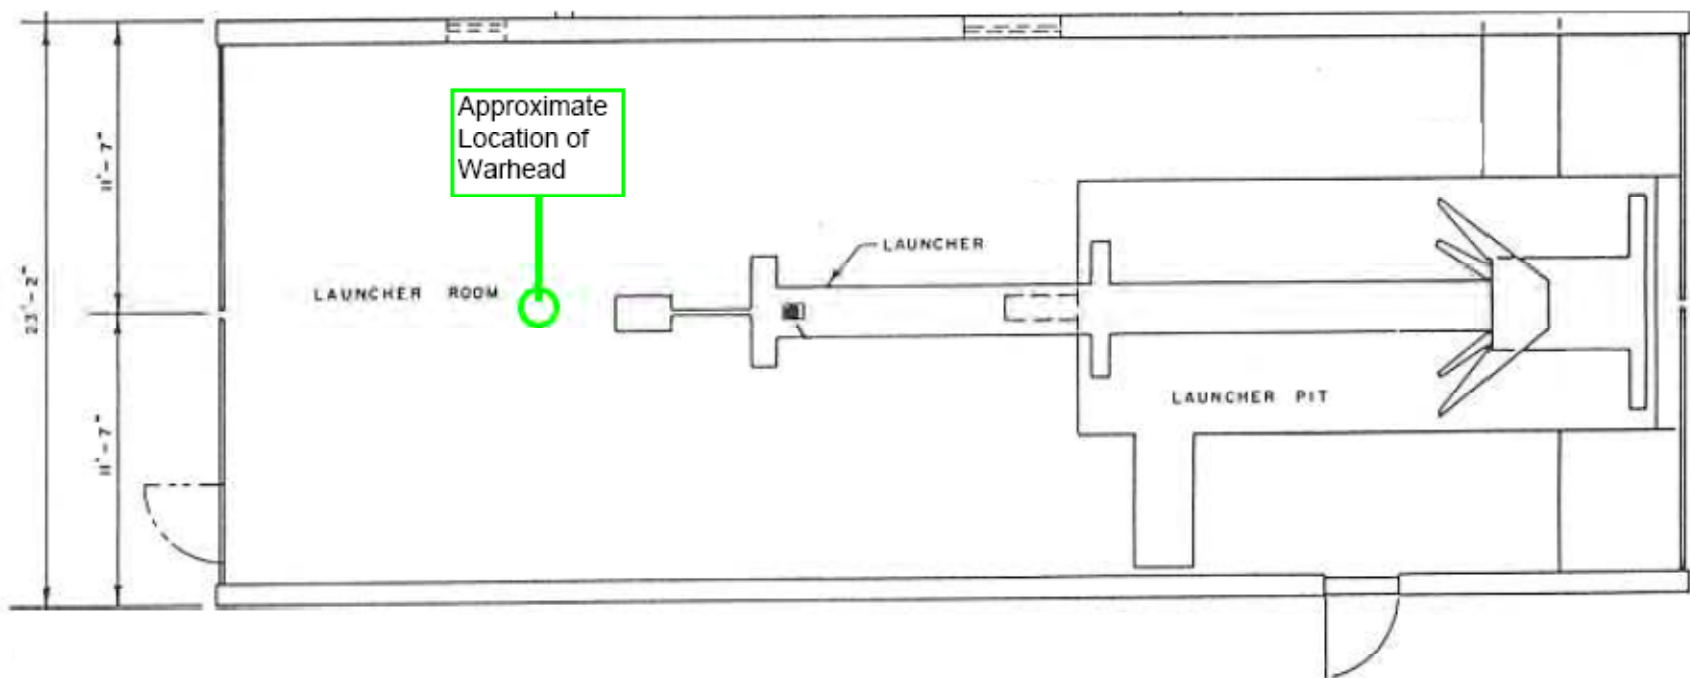 Approximate
Location of
Warhead
11'-7"
23'-2"
LAUNCHER
LAUNCHER ROOM
LAUNCHER PIT
11'-7"